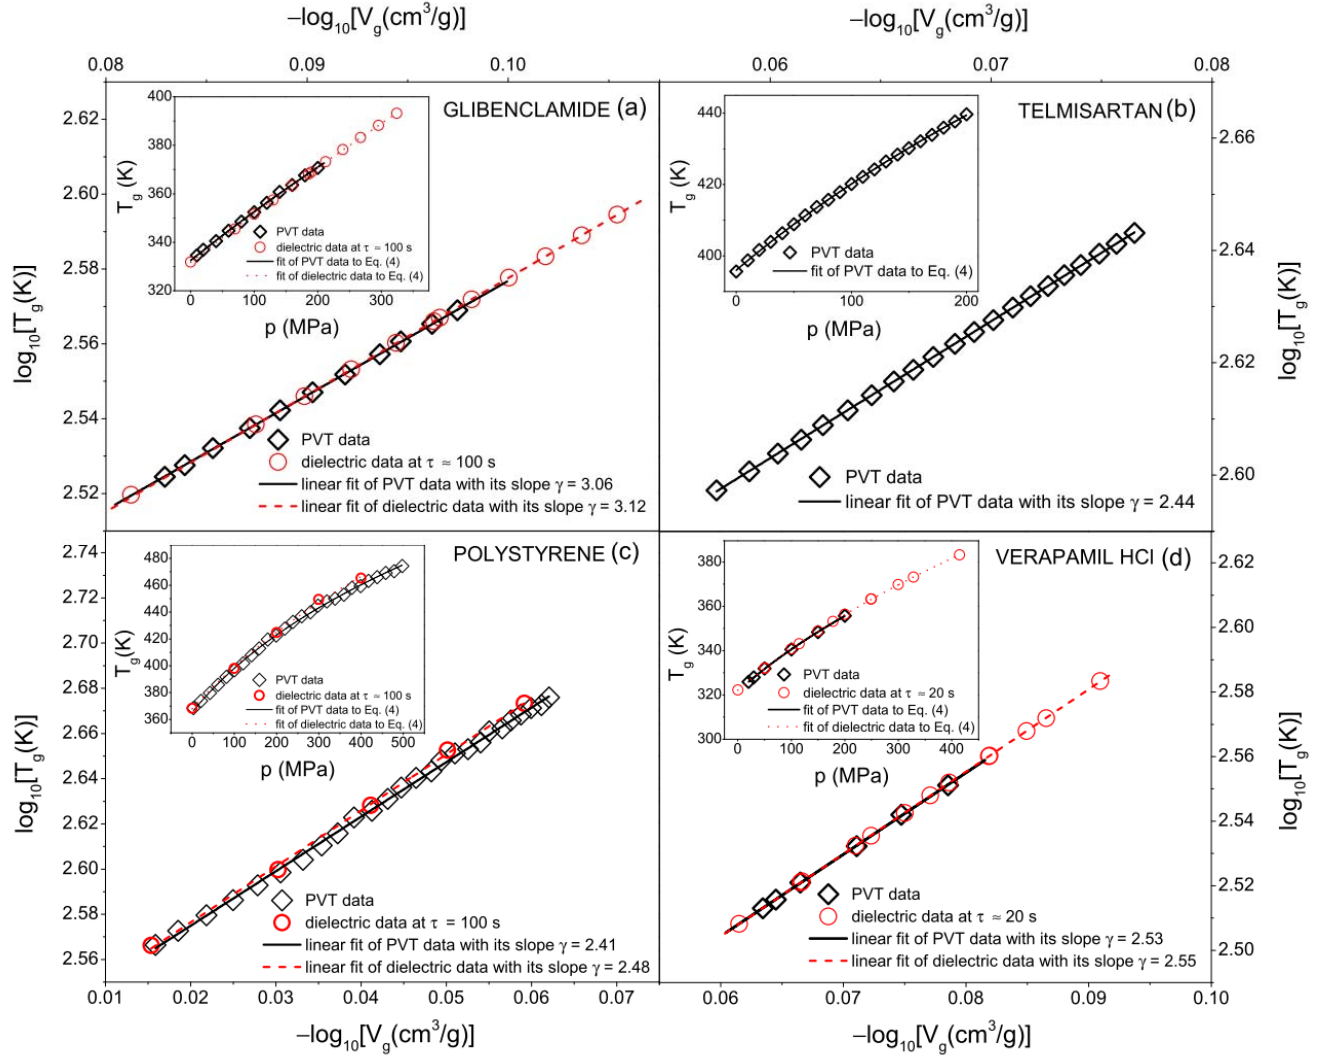 –log10[Vg(cm3/g)]
–log10[Vg(cm3/g)]
0.08 0.09 0.10
0.06 0.07 0.08
GLIBENCLAMIDE (a)
log10[Tg(K)]
2.62
2.60
2.58
2.56
2.54
2.52
Tg (K)
400
380
360
340
320
0 100 200 300
p (MPa)
PVT data
dielectric data at τ ≈ 100 s
fit of PVT data to Eq. (4)
fit of dielectric data to Eq. (4)
PVT data
dielectric data at τ ≈ 100 s
linear fit of PVT data with its slope γ = 3.06
linear fit of dielectric data with its slope γ = 3.12
TELMISARTAN (b)
Tg (K)
440
420
400
0 100 200
p (MPa)
PVT data
fit of PVT data to Eq. (4)
PVT data
linear fit of PVT data with its slope γ = 2.44
2.66
2.64
2.62
2.60
log10[Tg(K)]
POLYSTYRENE (c)
log10[Tg(K)]
2.74
2.72
2.70
2.68
2.66
2.64
2.62
2.60
2.58
2.56
Tg(K)
480
460
440
420
400
380
360
0 100 200 300 400 500
p (MPa)
PVT data
dielectric data at τ ≈ 100 s
fit of PVT data to Eq. (4)
fit of dielectric data to Eq. (4)
PVT data
dielectric data at τ = 100 s
linear fit of PVT data with its slope γ = 2.41
linear fit of dielectric data with its slope γ = 2.48
0.01 0.02 0.03 0.04 0.05 0.06 0.07
–log10[Vg(cm3/g)]
VERAPAMIL HCl (d)
Tg (K)
380
360
340
320
300
0 100 200 300 400
p (MPa)
PVT data
dielectric data at τ ≈ 20 s
fit of PVT data to Eq. (4)
fit of dielectric data to Eq. (4)
PVT data
dielectric data at τ ≈ 20 s
linear fit of PVT data with its slope γ = 2.53
linear fit of dielectric data with its slope γ = 2.55
2.62
2.60
2.58
2.56
2.54
2.52
2.50
log10[Tg(K)]
0.06 0.07 0.08 0.09 0.10
–log10[Vg(cm3/g)]